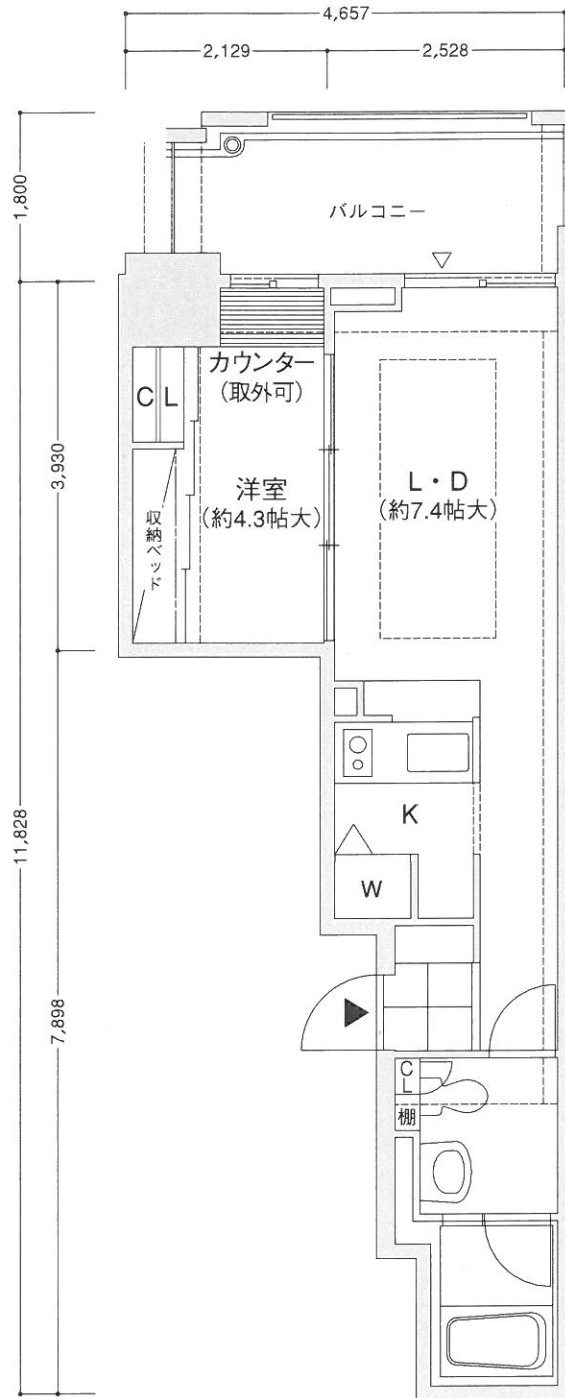 4,657
2,129
2,528
1,800
バルコニー
3,930
11,828
7,898
カウンター
(取外可)
CL
洋室
(約4.3帖大)
収納ベッド
L・D
(約7.4帖大)
K
W
CL
棚